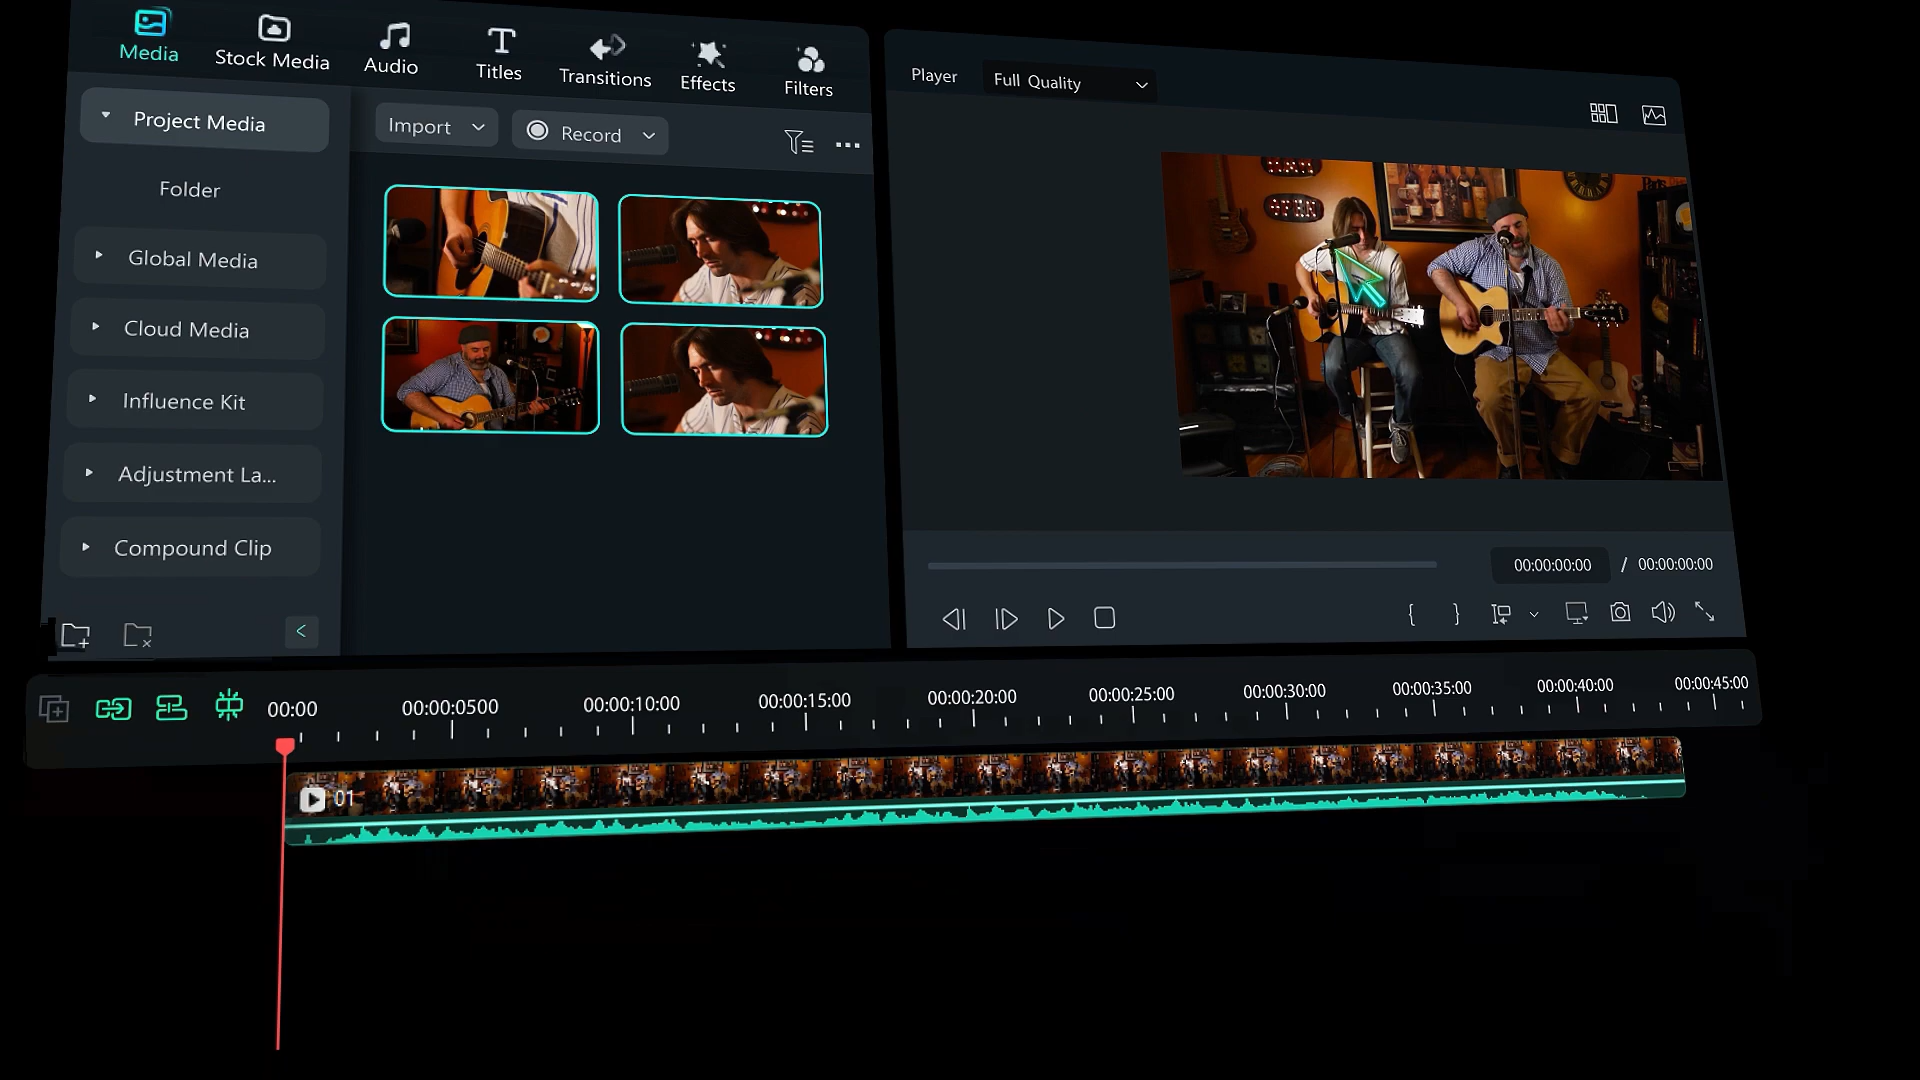 Media
Stock Media
Audio
Titles
Transitions
Effects
Filters
Project Media
Folder
Global Media
Cloud Media
Influence Kit
Adjustment La...
Compound Clip
Import
Record
Player
Full Quality
OPEN
00:00:00:00 / 00:00:00:00
00:00
00:00:0500
00:00:10:00
00:00:15:00
00:00:20:00
00:00:25:00
00:00:30:00
00:00:35:00
00:00:40:00
00:00:45:00
01